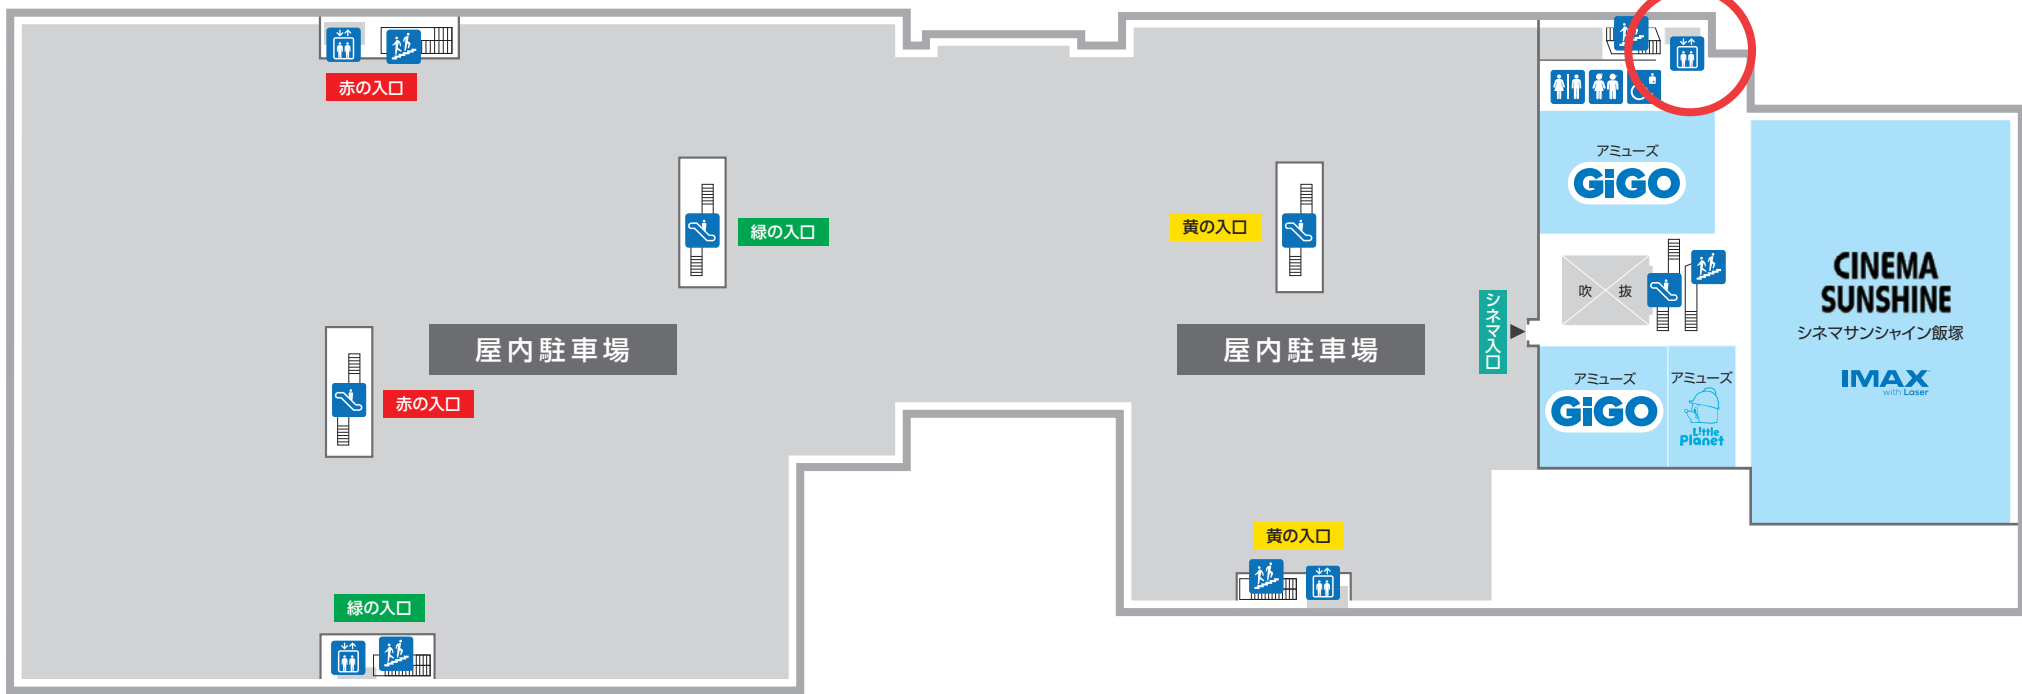 赤の入口
緑の入口
黄の入口
アミューズ
GiGO
吹 抜
シネマ入口
屋内駐車場
屋内駐車場
赤の入口
CINEMA
SUNSHINE
シネマサンシャイン飯塚
IMAX
with Laser
アミューズ
GiGO
アミューズ
Little
Planet
黄の入口
緑の入口